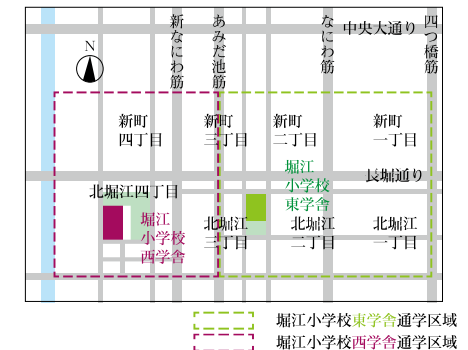 新なにわ筋
あみだ池筋
なにわ筋
四つ橋筋
中央大通り
N
新町
四丁目
新町
三丁目
新町
二丁目
新町
一丁目
堀江
小学校
東学舎
長堀通り
北堀江四丁目
堀江
小学校
西学舎
北堀江
三丁目
北堀江
二丁目
北堀江
一丁目
堀江小学校東学舎通学区域
堀江小学校西学舎通学区域